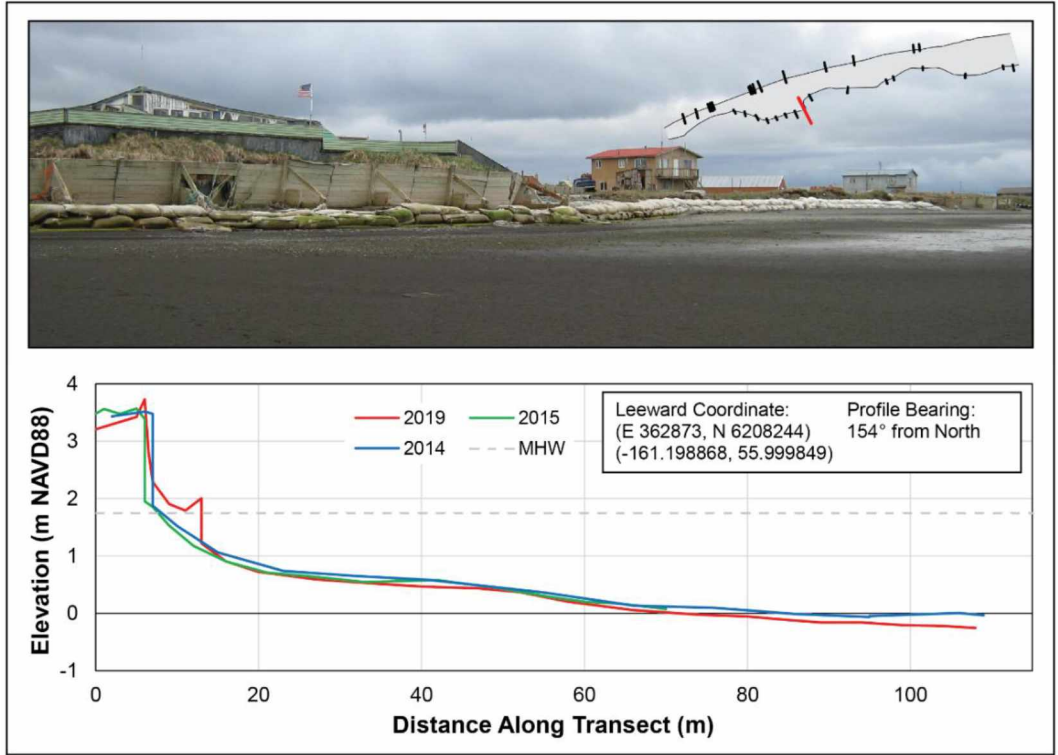 4
3
2
1
0
-1
Elevation (m NAVD88)
2019
2015
2014
MHW
Leeward Coordinate:
(E 362873, N 6208244)
(-161.198868, 55.999849)
Profile Bearing:
154° from North
0
20
40
60
80
100
Distance Along Transect (m)